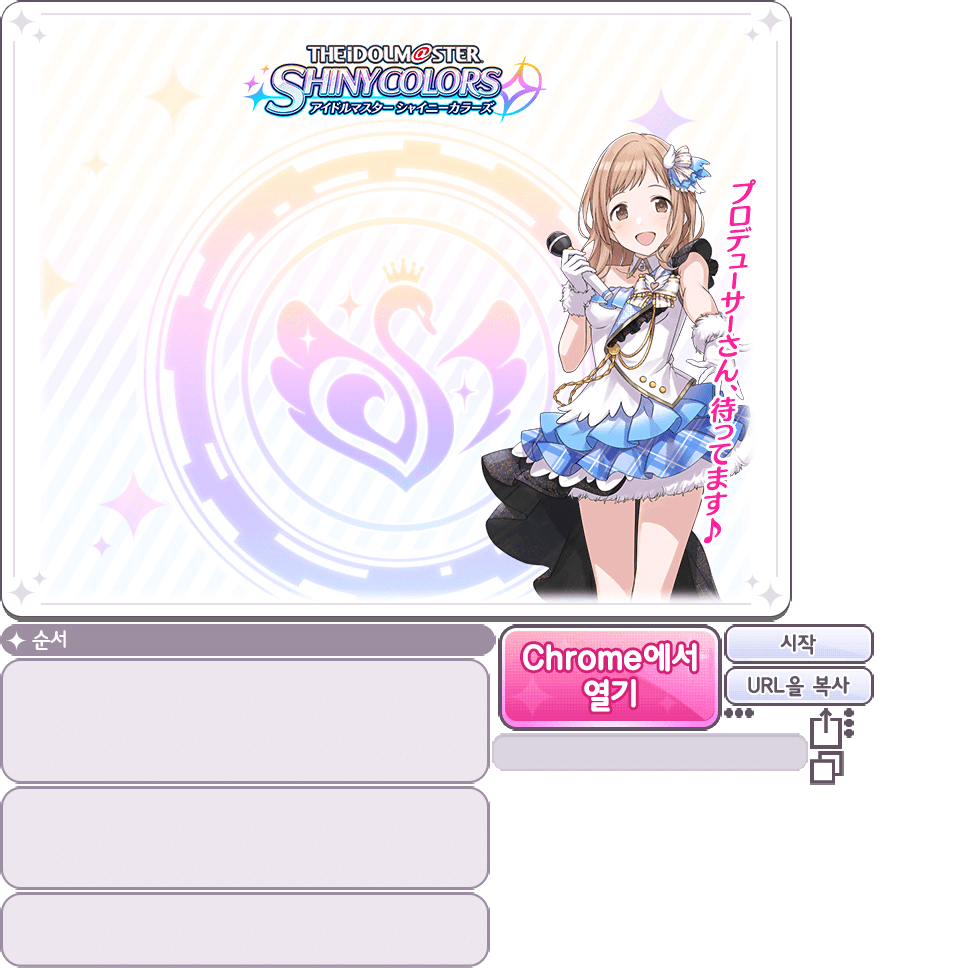 THE iDOLM@STER
SHINY COLORS
アイドルマスター シャイニーカラーズ
プロデューサーさん、待ってます♪
순서
Chrome에서
열기
시작
URL을 복사